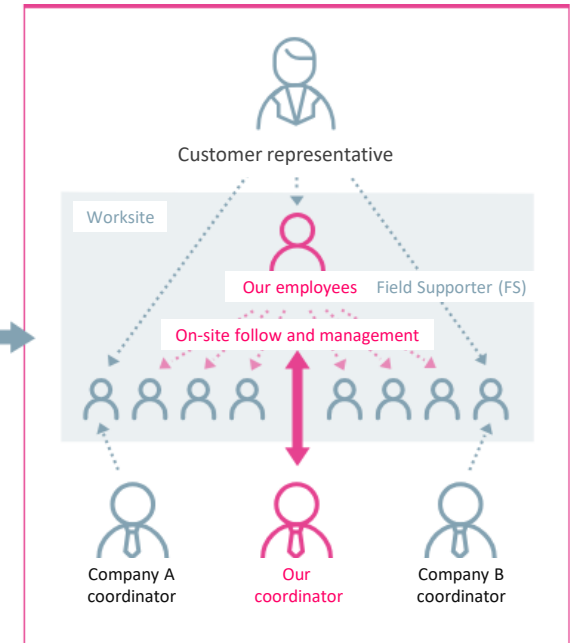 Customer representative
Worksite
Our employees Field Supporter (FS)
On-site follow and management
Company A
coordinator
Our
coordinator
Company B
coordinator